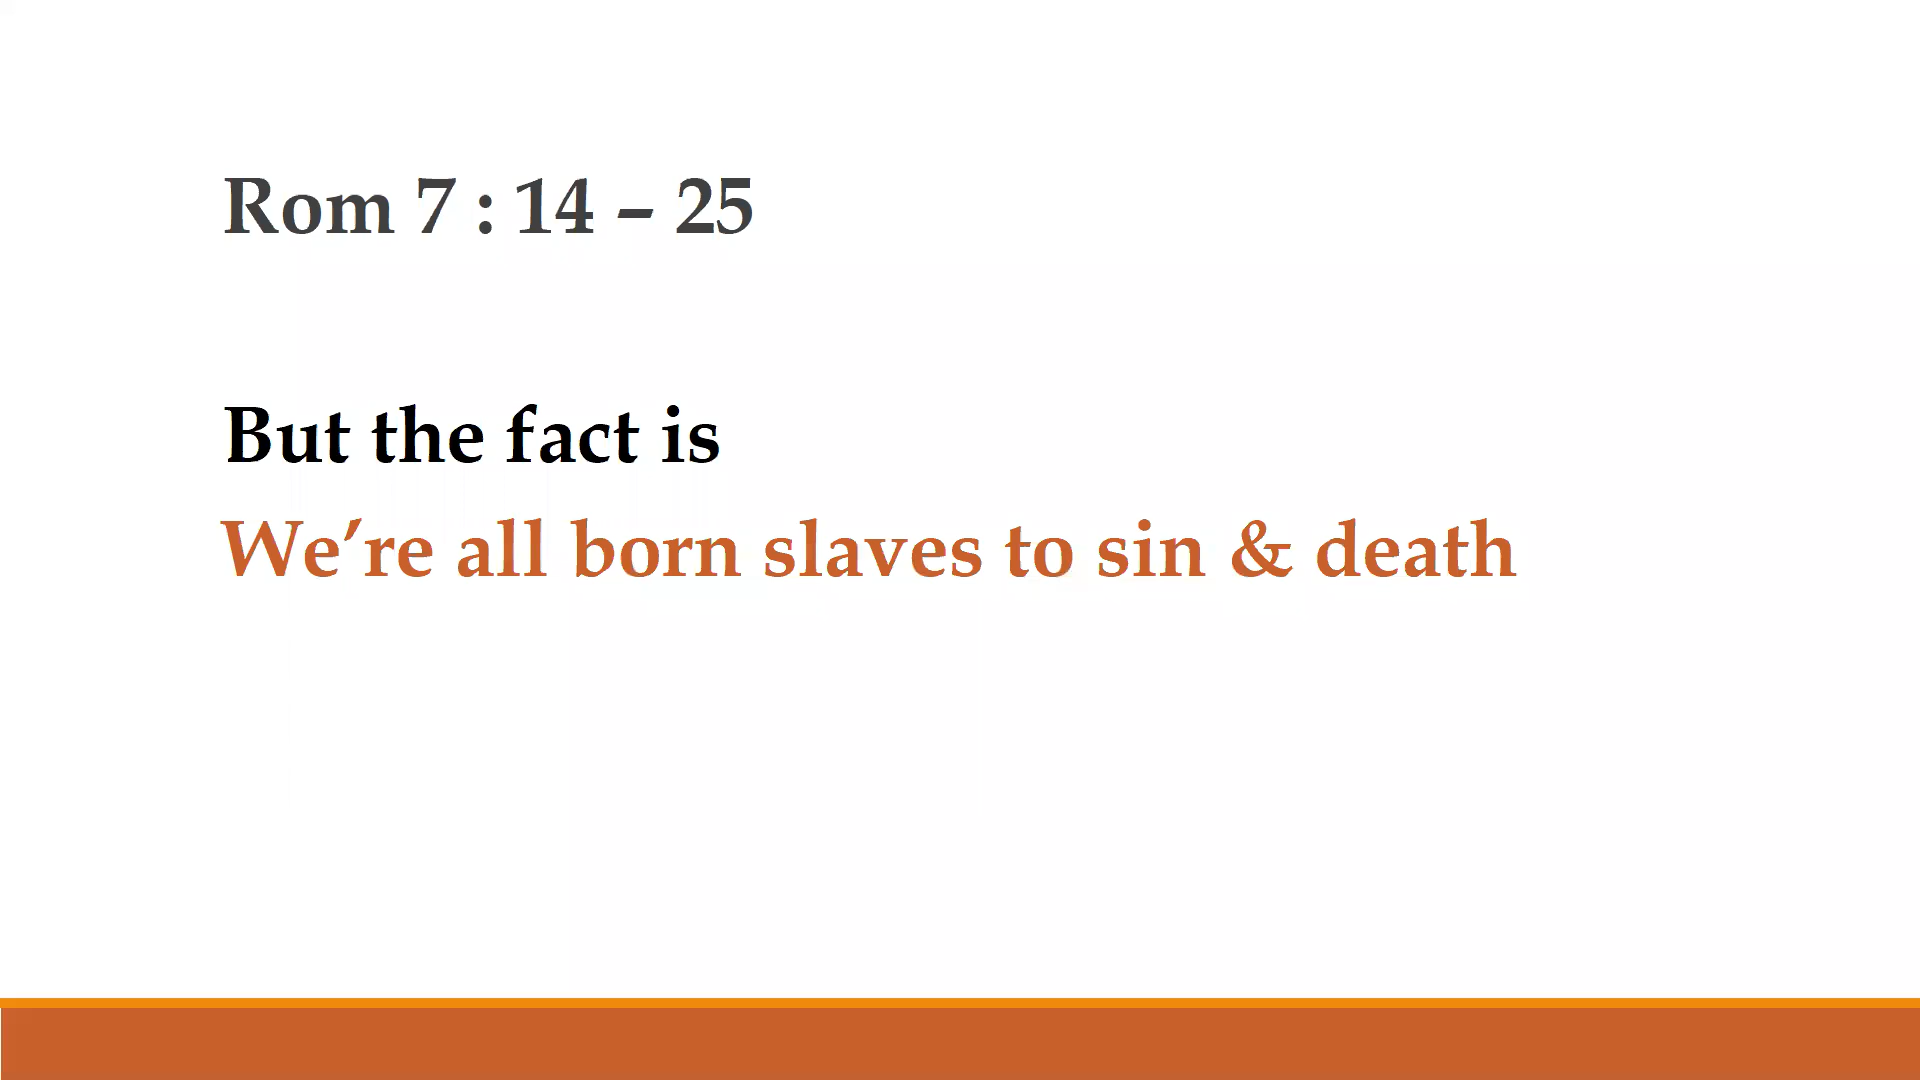 Rom 7 : 14 – 25
But the fact is
We’re all born slaves to sin & death